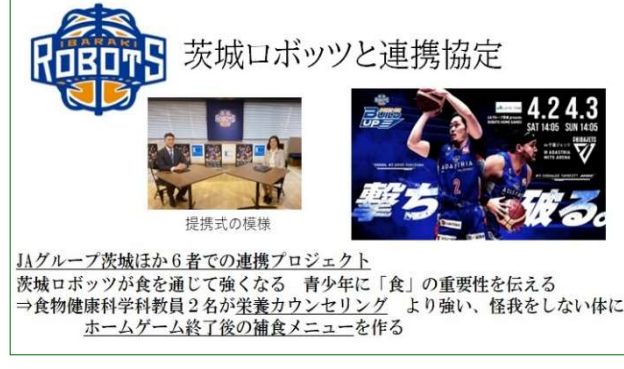 IBARAKI
ROBOTS
茨城ロボッツと連携協定
4.2 4.3
SAT 14:05 SUN 14:05
UP
ADASTRIA
2
撃ち
破る。
提携式の模様
JAグループ茨城ほか6者での連携プロジェクト
茨城ロボッツが食を通じて強くなる 青少年に「食」の重要性を伝える
⇒食物健康科学科教員2名が栄養カウンセリング より強い、怪我をしない体に
ホームゲーム終了後の補食メニューを作る